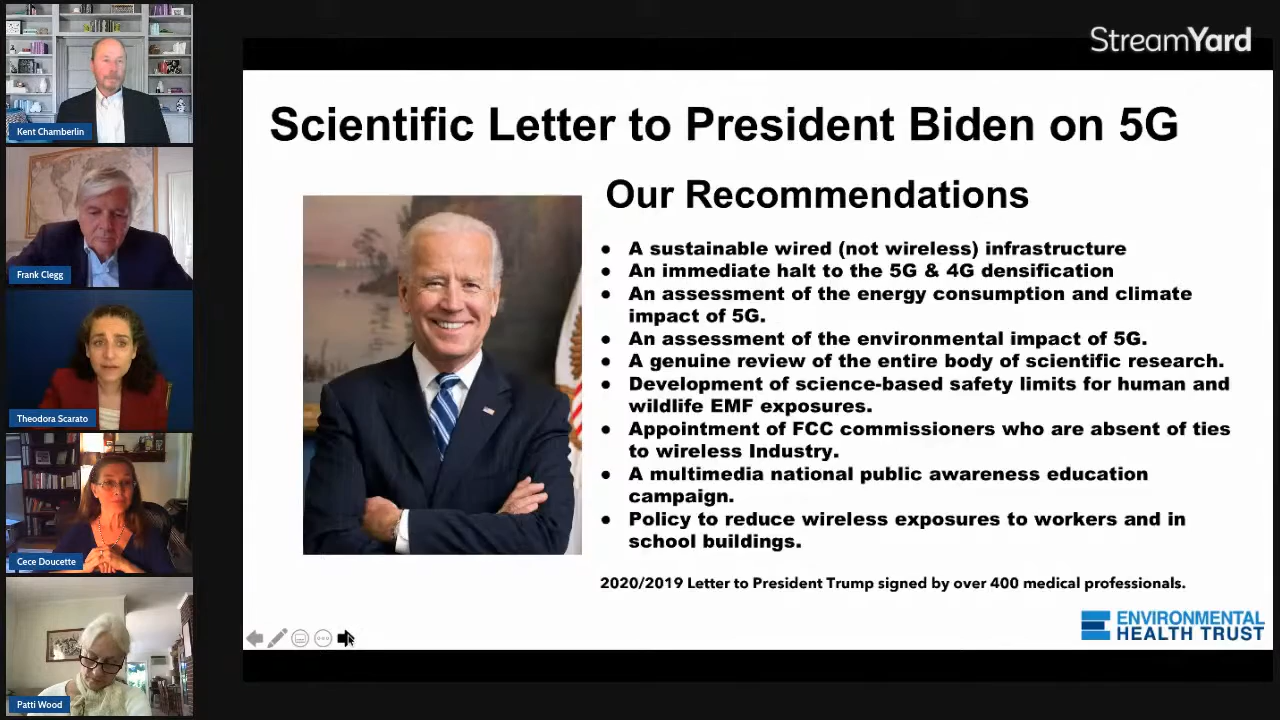 StreamYard
Kent Chamberlin
Frank Clegg
Theodora Scarato
Cece Doucette
Patti Wood
Scientific Letter to President Biden on 5G
Our Recommendations
● A sustainable wired (not wireless) infrastructure
● An immediate halt to the 5G & 4G densification
● An assessment of the energy consumption and climate
impact of 5G.
● An assessment of the environmental impact of 5G.
● A genuine review of the entire body of scientific research.
● Development of science-based safety limits for human and
wildlife EMF exposures.
● Appointment of FCC commissioners who are absent of ties
to wireless Industry.
● A multimedia national public awareness education
campaign.
● Policy to reduce wireless exposures to workers and in
school buildings.
2020/2019 Letter to President Trump signed by over 400 medical professionals.
ENVIRONMENTAL
HEALTH TRUST